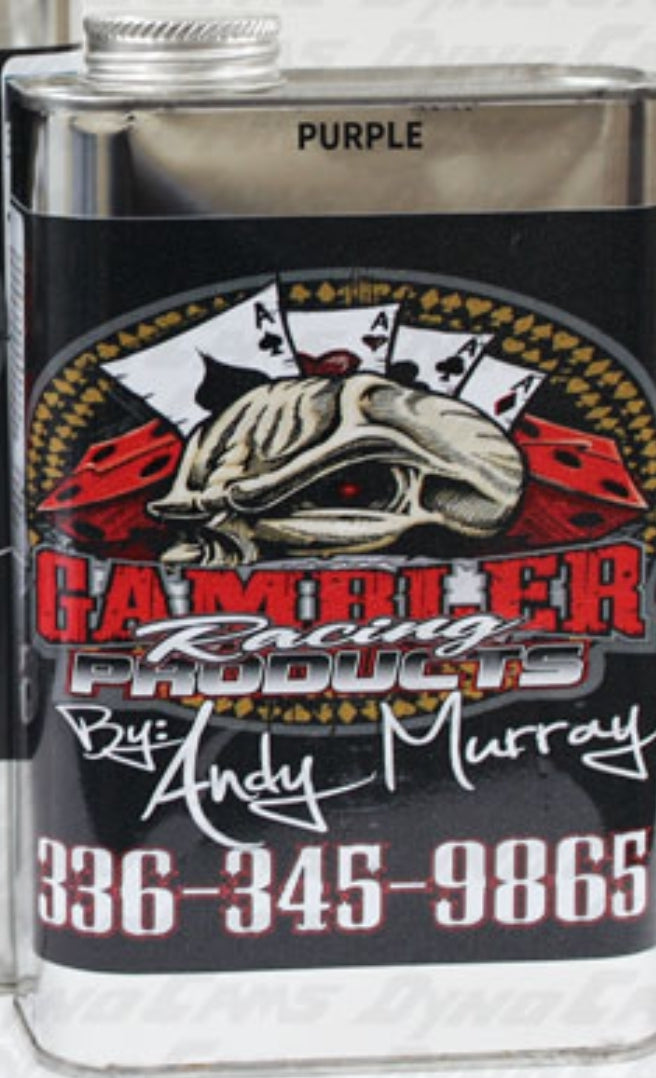 PURPLE
A
A
A
A
GAMBLER
Racing
PRODUCTS
By: Andy Murray
336-345-9865